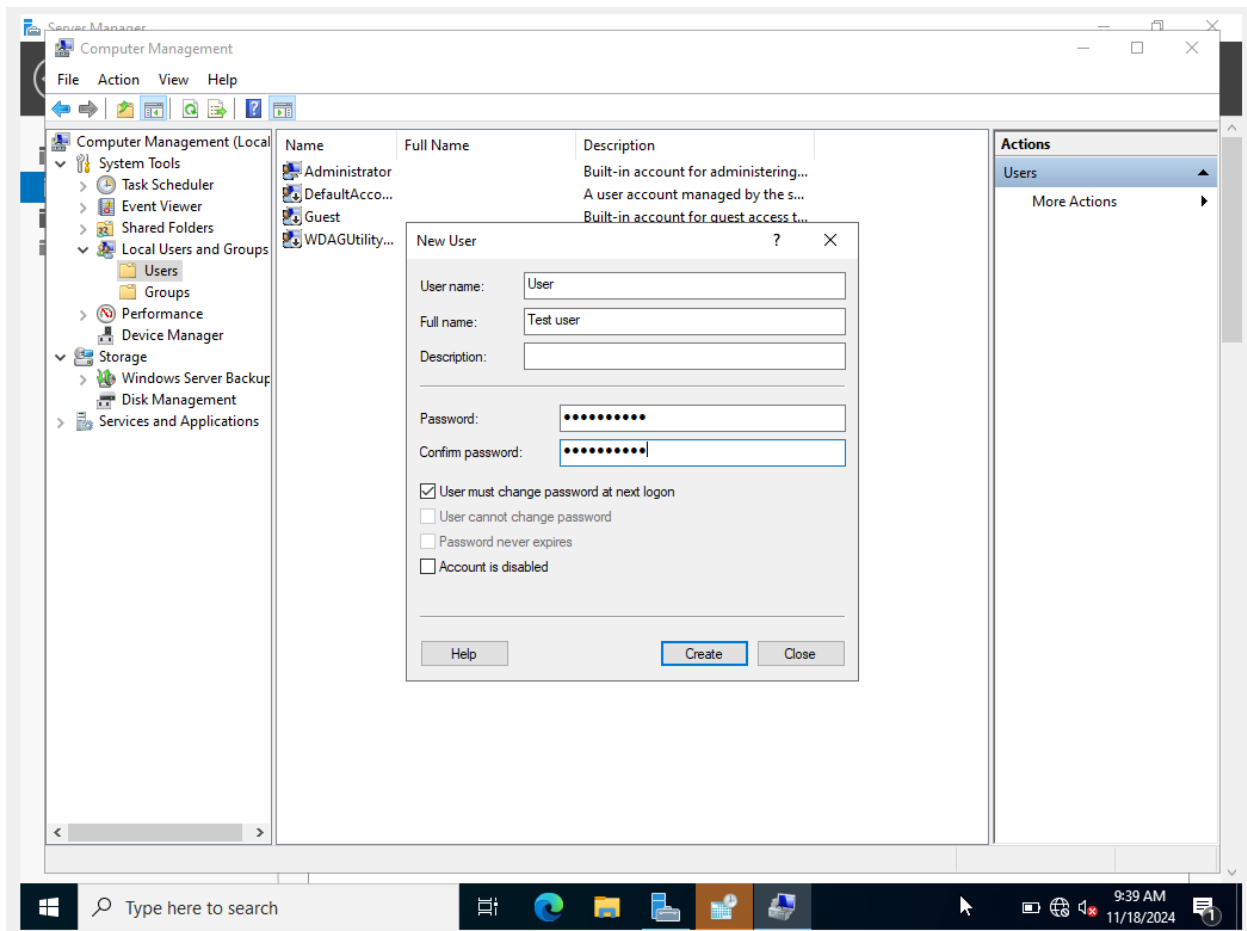 Server Manager
Computer Management
File Action View Help
Computer Management (Local
System Tools
Task Scheduler
Event Viewer
Shared Folders
Local Users and Groups
Users
Groups
Performance
Device Manager
Storage
Windows Server Backup
Disk Management
Services and Applications
Name Full Name Description
Administrator Built-in account for administering...
DefaultAcco... A user account managed by the s...
Guest Built-in account for guest access t...
WDAGUtility...
Actions
Users
More Actions
New User
User name: User
Full name: Test user
Description:
Password: ••••••••••
Confirm password: ••••••••••
User must change password at next logon
User cannot change password
Password never expires
Account is disabled
Help Create Close
Type here to search
9:39 AM
11/18/2024
1